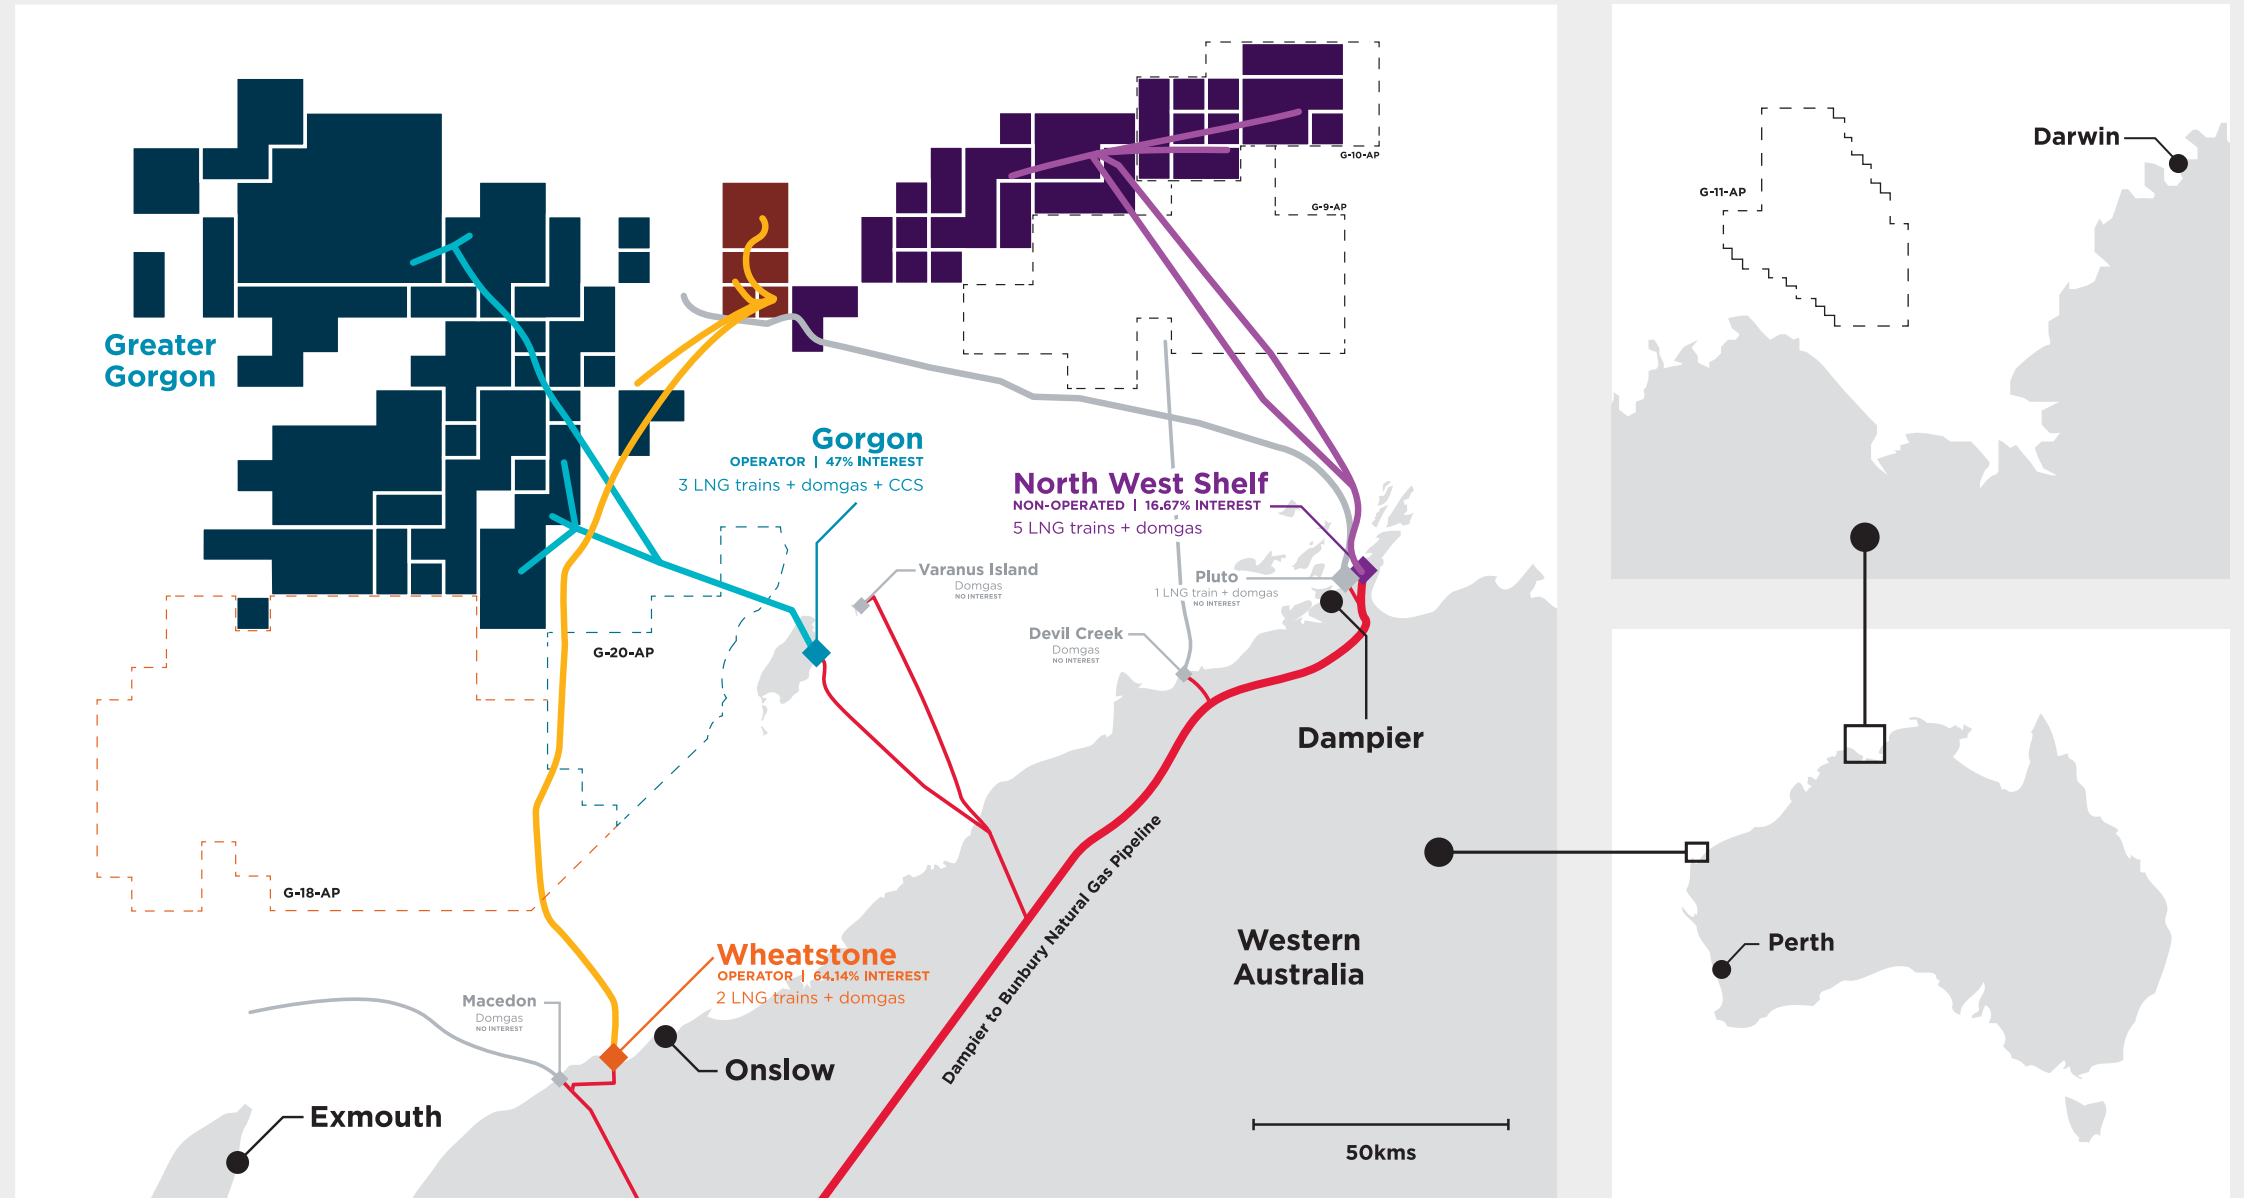 G-10-AP
G-9-AP
Greater
Gorgon
Gorgon
OPERATOR | 47% INTEREST
3 LNG trains + domgas + CCS
North West Shelf
NON-OPERATED | 16.67% INTEREST
5 LNG trains + domgas
Varanus Island
Domgas
NO INTEREST
Pluto
1 LNG train + domgas
NO INTEREST
Devil Creek
Domgas
NO INTEREST
G-20-AP
Dampier
G-18-AP
Dampier to Bunbury Natural Gas Pipeline
Wheatstone
OPERATOR | 64.14% INTEREST
2 LNG trains + domgas
Western
Australia
Macedon
Domgas
NO INTEREST
Onslow
Exmouth
50kms
Darwin
G-11-AP
Perth